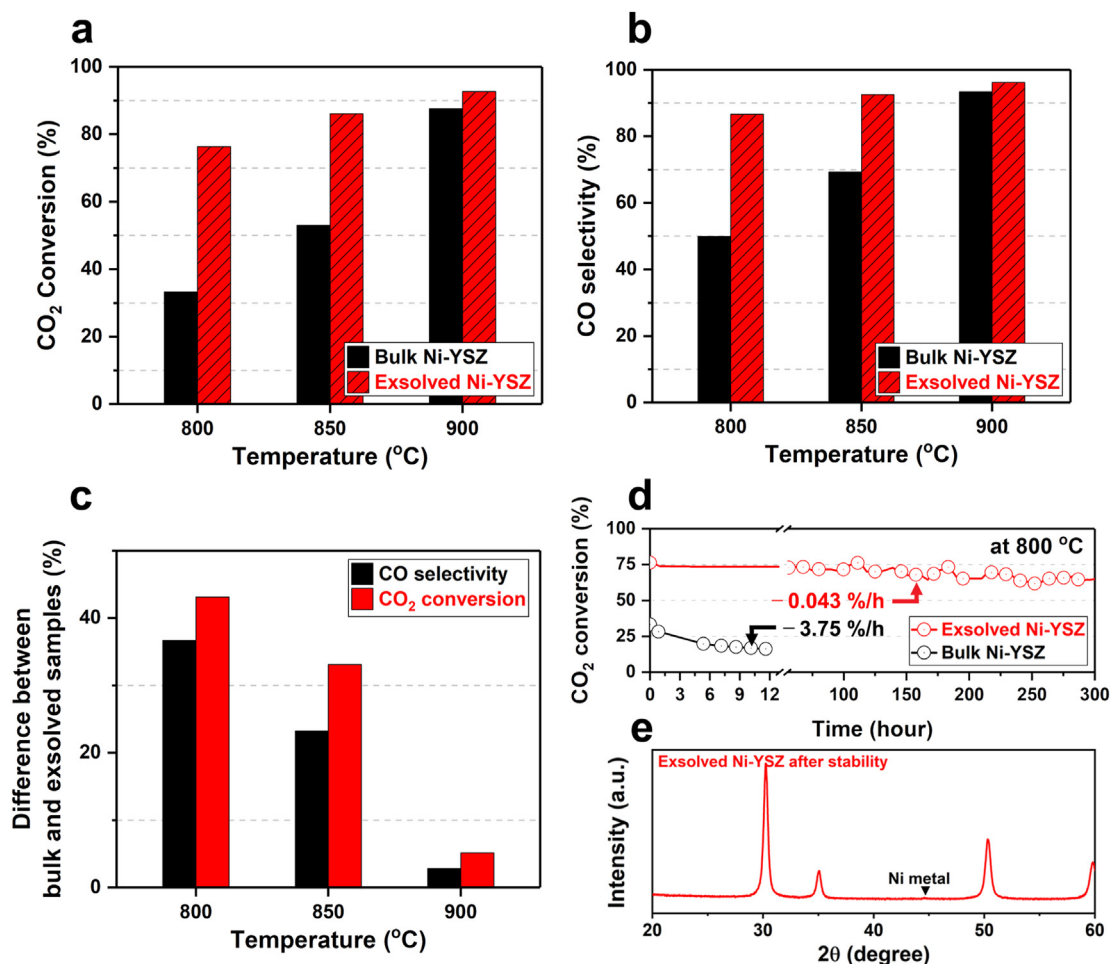 a
CO₂ Conversion (%)
100
80
60
40
20
0
Bulk Ni-YSZ
Exsolved Ni-YSZ
800 850 900
Temperature (°C)
b
CO selectivity (%)
100
80
60
40
20
0
Bulk Ni-YSZ
Exsolved Ni-YSZ
800 850 900
Temperature (°C)
c
Difference between
bulk and exsolved samples (%)
40
20
0
CO selectivity
CO₂ conversion
800 850 900
Temperature (°C)
d
CO₂ conversion (%)
100
75
50
25
0
at 800 °C
− 0.043 %/h
− 3.75 %/h
Exsolved Ni-YSZ
Bulk Ni-YSZ
0 3 6 9 12 100 150 200 250 300
Time (hour)
e
Intensity (a.u.)
Exsolved Ni-YSZ after stability
Ni metal
20 30 40 50 60
2θ (degree)